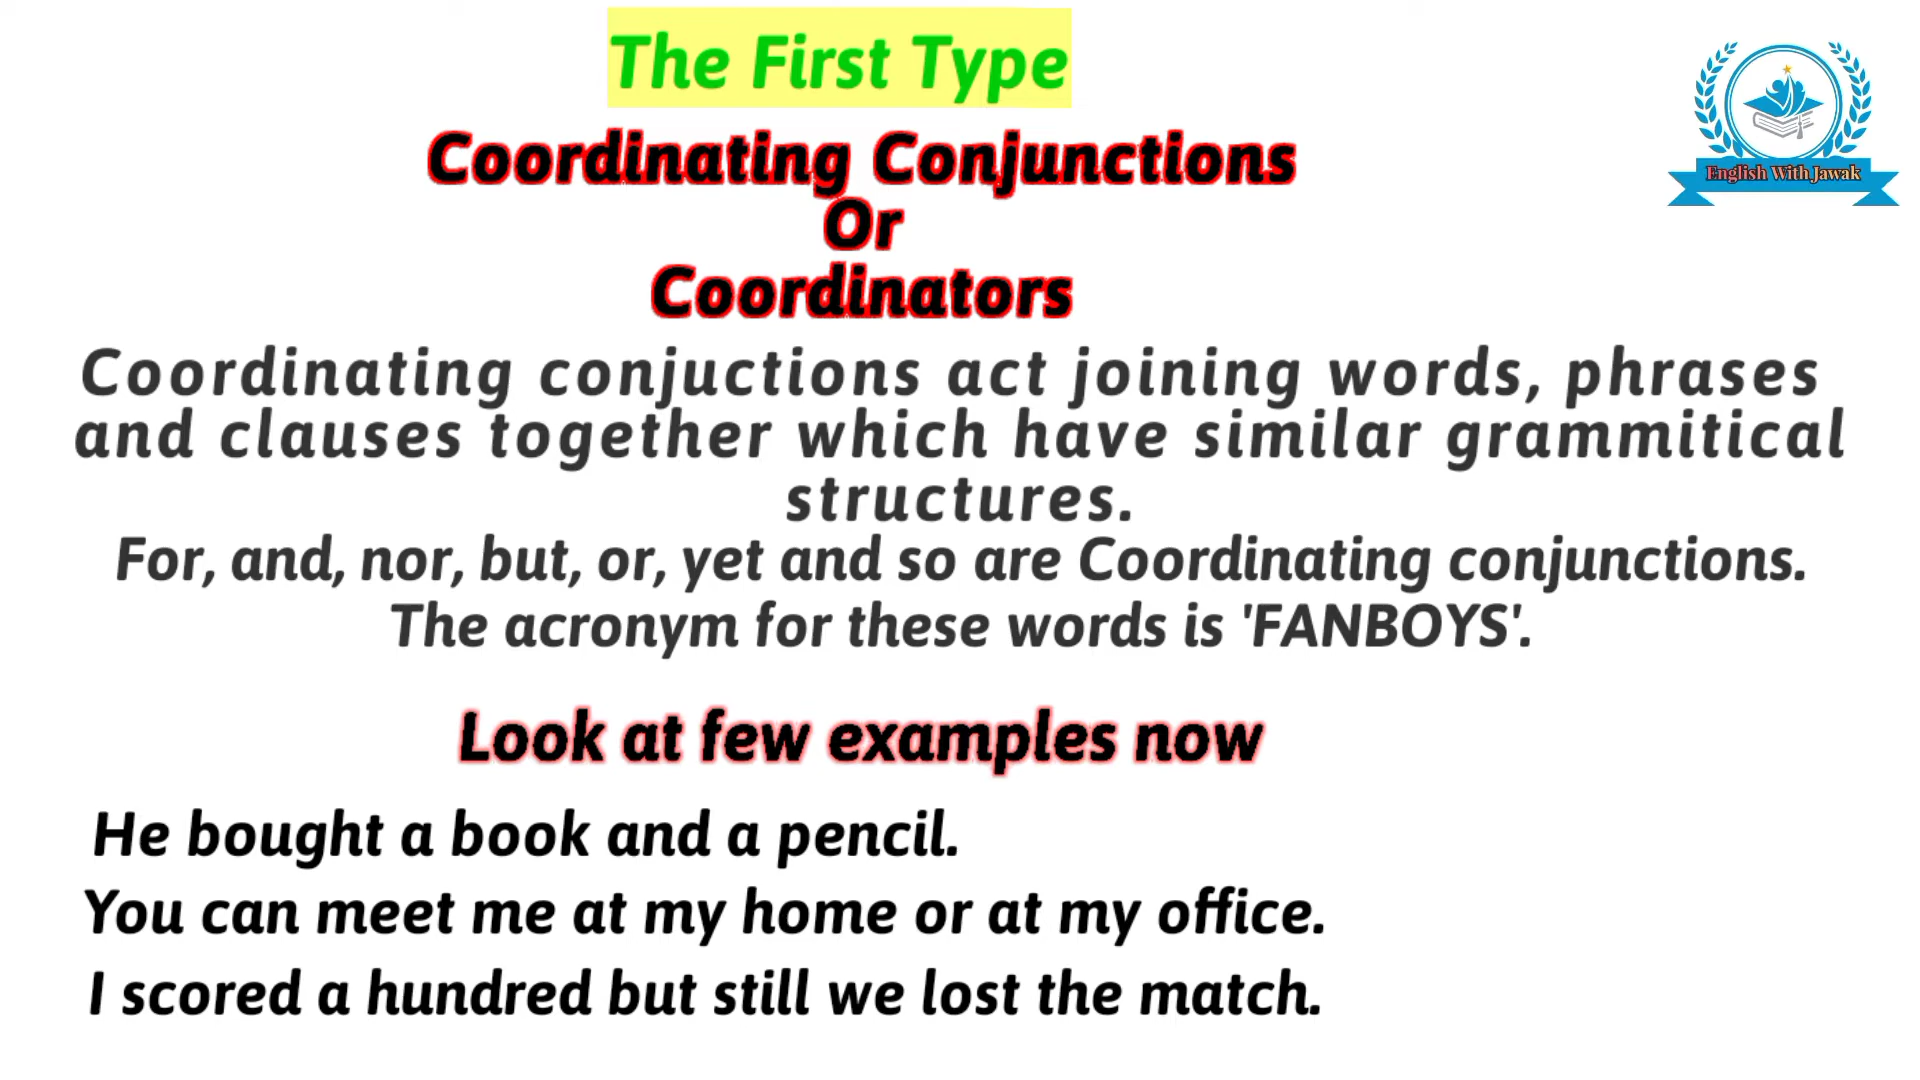 The First Type
English With Jawak
Coordinating Conjunctions
Or
Coordinators
Coordinating conjuctions act joining words, phrases
and clauses together which have similar grammitical
structures.
For, and, nor, but, or, yet and so are Coordinating conjunctions.
The acronym for these words is 'FANBOYS'.
Look at few examples now
He bought a book and a pencil.
You can meet me at my home or at my office.
I scored a hundred but still we lost the match.